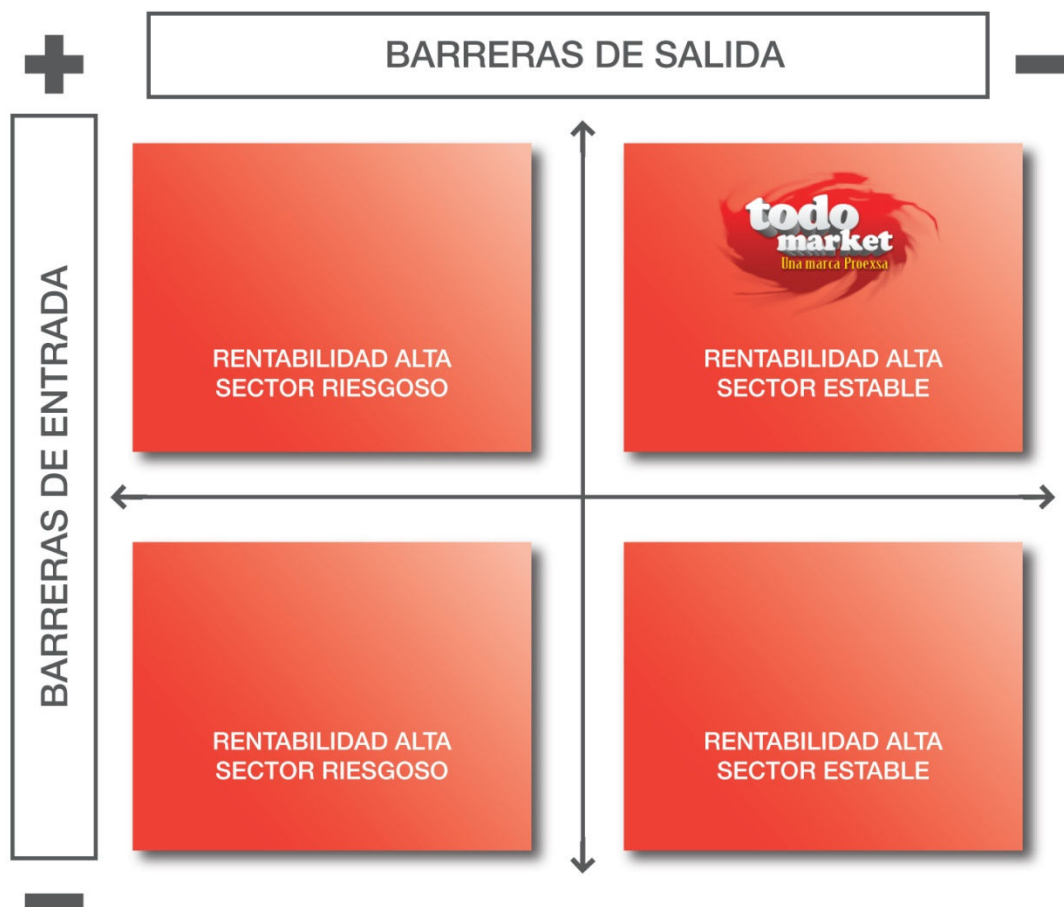 BARRERAS DE SALIDA
BARRERAS DE ENTRADA
RENTABILIDAD ALTA
SECTOR RIESGOSO
todo
market
Una marca Proexsa
RENTABILIDAD ALTA
SECTOR ESTABLE
RENTABILIDAD ALTA
SECTOR RIESGOSO
RENTABILIDAD ALTA
SECTOR ESTABLE